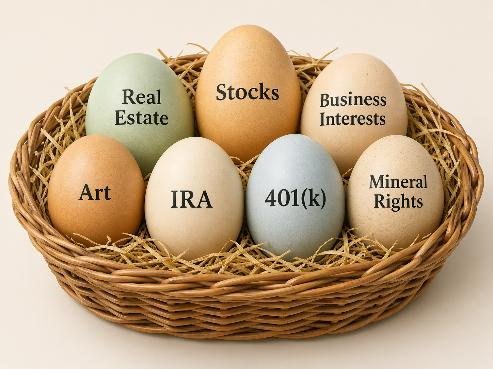 Real
Estate
Stocks
Business
Interests
Art
IRA
401(k)
Mineral
Rights